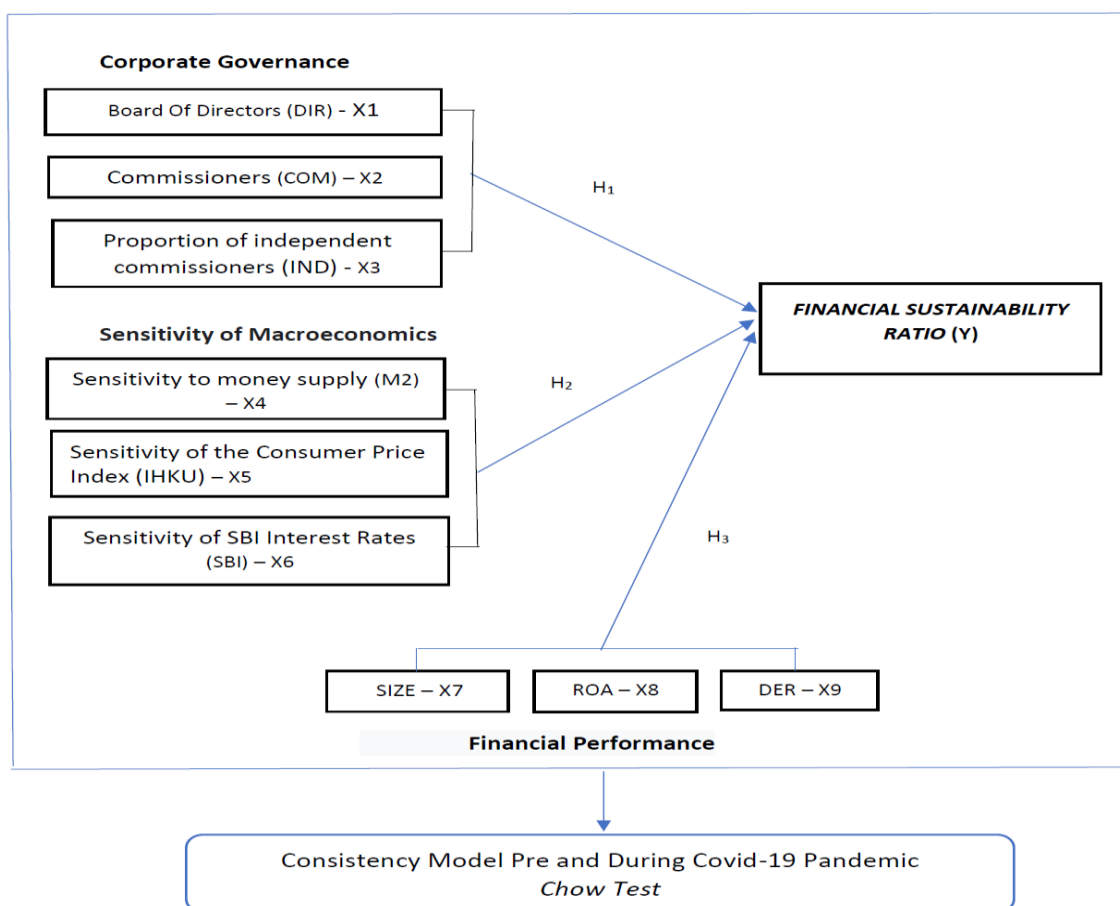 Corporate Governance
Board Of Directors (DIR) - X1
Commissioners (COM) – X2
Proportion of independent
commissioners (IND) - X3
H₁
FINANCIAL SUSTAINABILITY
RATIO (Y)
Sensitivity of Macroeconomics
Sensitivity to money supply (M2)
– X4
Sensitivity of the Consumer Price
Index (IHKU) – X5
Sensitivity of SBI Interest Rates
(SBI) – X6
H₂
H₃
SIZE – X7
ROA – X8
DER – X9
Financial Performance
Consistency Model Pre and During Covid-19 Pandemic
Chow Test